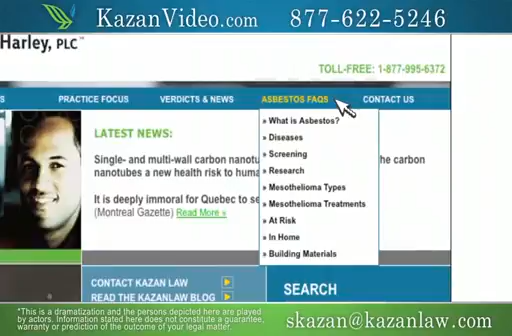 KazanVideo.com 877-622-5246
Harley, PLC™
TOLL-FREE: 1-877-995-6372
S PRACTICE FOCUS VERDICTS & NEWS ASBESTOS FAQS CONTACT US
» What is Asbestos?
» Diseases
» Screening
» Research
» Mesothelioma Types
» Mesothelioma Treatments
» At Risk
» In Home
» Building Materials
LATEST NEWS:
Single- and multi-wall carbon nanotu the carbon
nanotubes a new health risk to huma
It is deeply immoral for Quebec to se
(Montreal Gazette) Read More »
CONTACT KAZAN LAW
READ THE KAZANLAW BLOG
SEARCH
"This is a dramatization and the persons depicted here are played
by actors. Information stated here does not constitute a guarantee,
warranty or prediction of the outcome of your legal matter.
skazan@kazanlaw.com